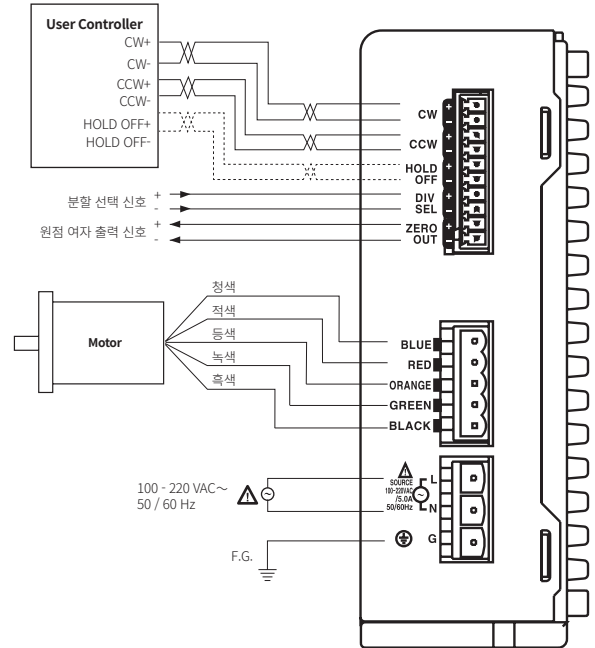 User Controller
CW+
CW-
CCW+
CCW-
HOLD OFF+
HOLD OFF-
분할 선택 신호 +
-
원점 여자 출력 신호 +
-
CW + -
CCW + -
HOLD + OFF -
DIV + SEL -
ZERO + OUT -
Motor
청색
적색
등색
녹색
흑색
BLUE
RED
ORANGE
GREEN
BLACK
100 - 220 VAC~
50 / 60 Hz
SOURCE
100-220VAC
/5.0A
50/60Hz
L
N
G
F.G.